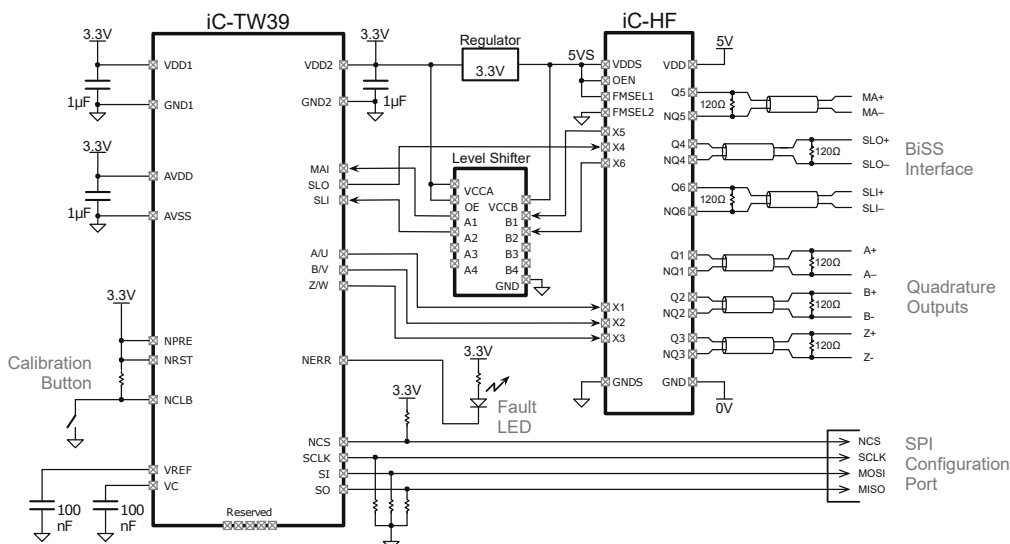 iC-TW39
iC-HF
3.3V
VDD1
1µF
GND1
3.3V
AVDD
1µF
AVSS
3.3V
NPRE
NRST
Calibration
Button
NCLB
VREF
VC
100
nF
100
nF
Reserved
3.3V
VDD2
1µF
GND2
MAI
SLO
SLI
A/U
B/V
Z/W
NERR
NCS
SCLK
SI
SO
Regulator
3.3V
5VS
Level Shifter
VCCA
OE
A1
A2
A3
A4
VCCB
B1
B2
B3
B4
GND
3.3V
Fault
LED
3.3V
VDDS
OEN
FMSEL1
FMSEL2
X5
X4
X6
X1
X2
X3
GNDS
5V
VDD
Q5
NQ5
Q4
NQ4
Q6
NQ6
Q1
NQ1
Q2
NQ2
Q3
NQ3
GND
0V
120Ω
MA+
MA–
SLO+
120Ω
SLO–
120Ω
SLI+
SLI–
BiSS
Interface
A+
120Ω
A–
B+
120Ω
B-
Z+
120Ω
Z-
Quadrature
Outputs
NCS
SCLK
MOSI
MISO
SPI
Configuration
Port